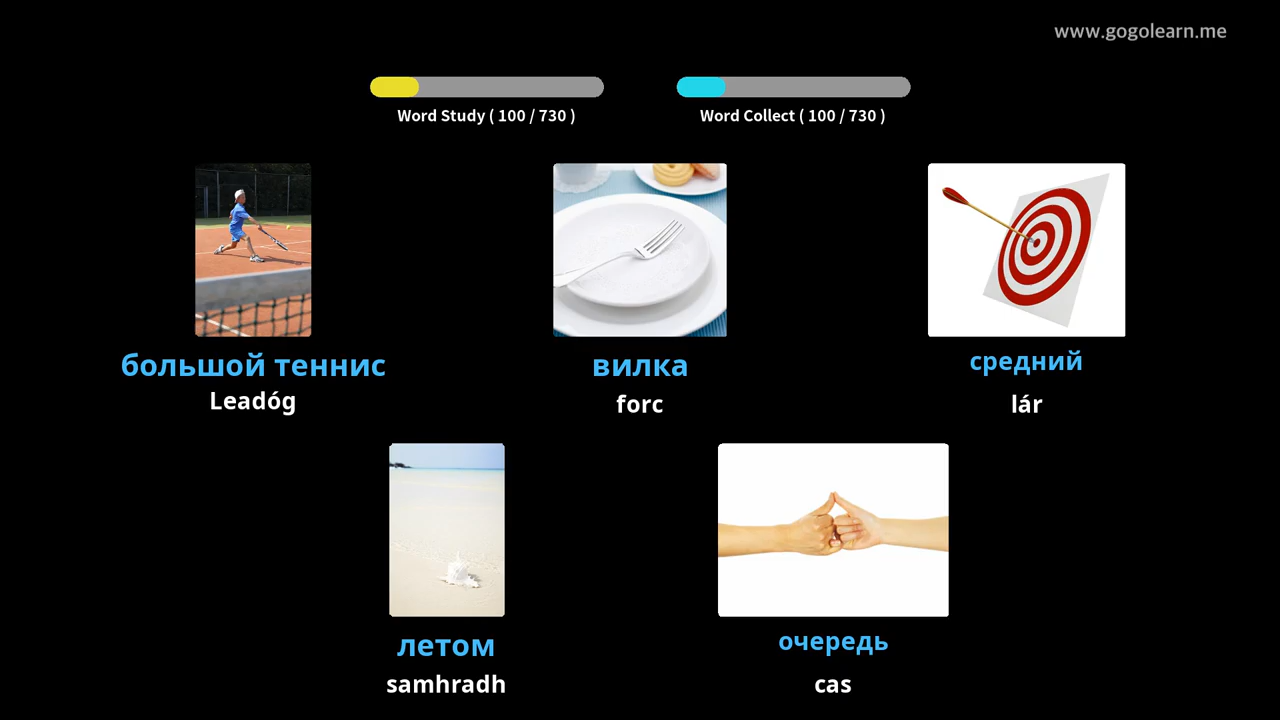 www.gogolearn.me
Word Study ( 100 / 730 )
Word Collect ( 100 / 730 )
большой теннис
Leadóg
вилка
forc
средний
lár
летом
samhradh
очередь
cas